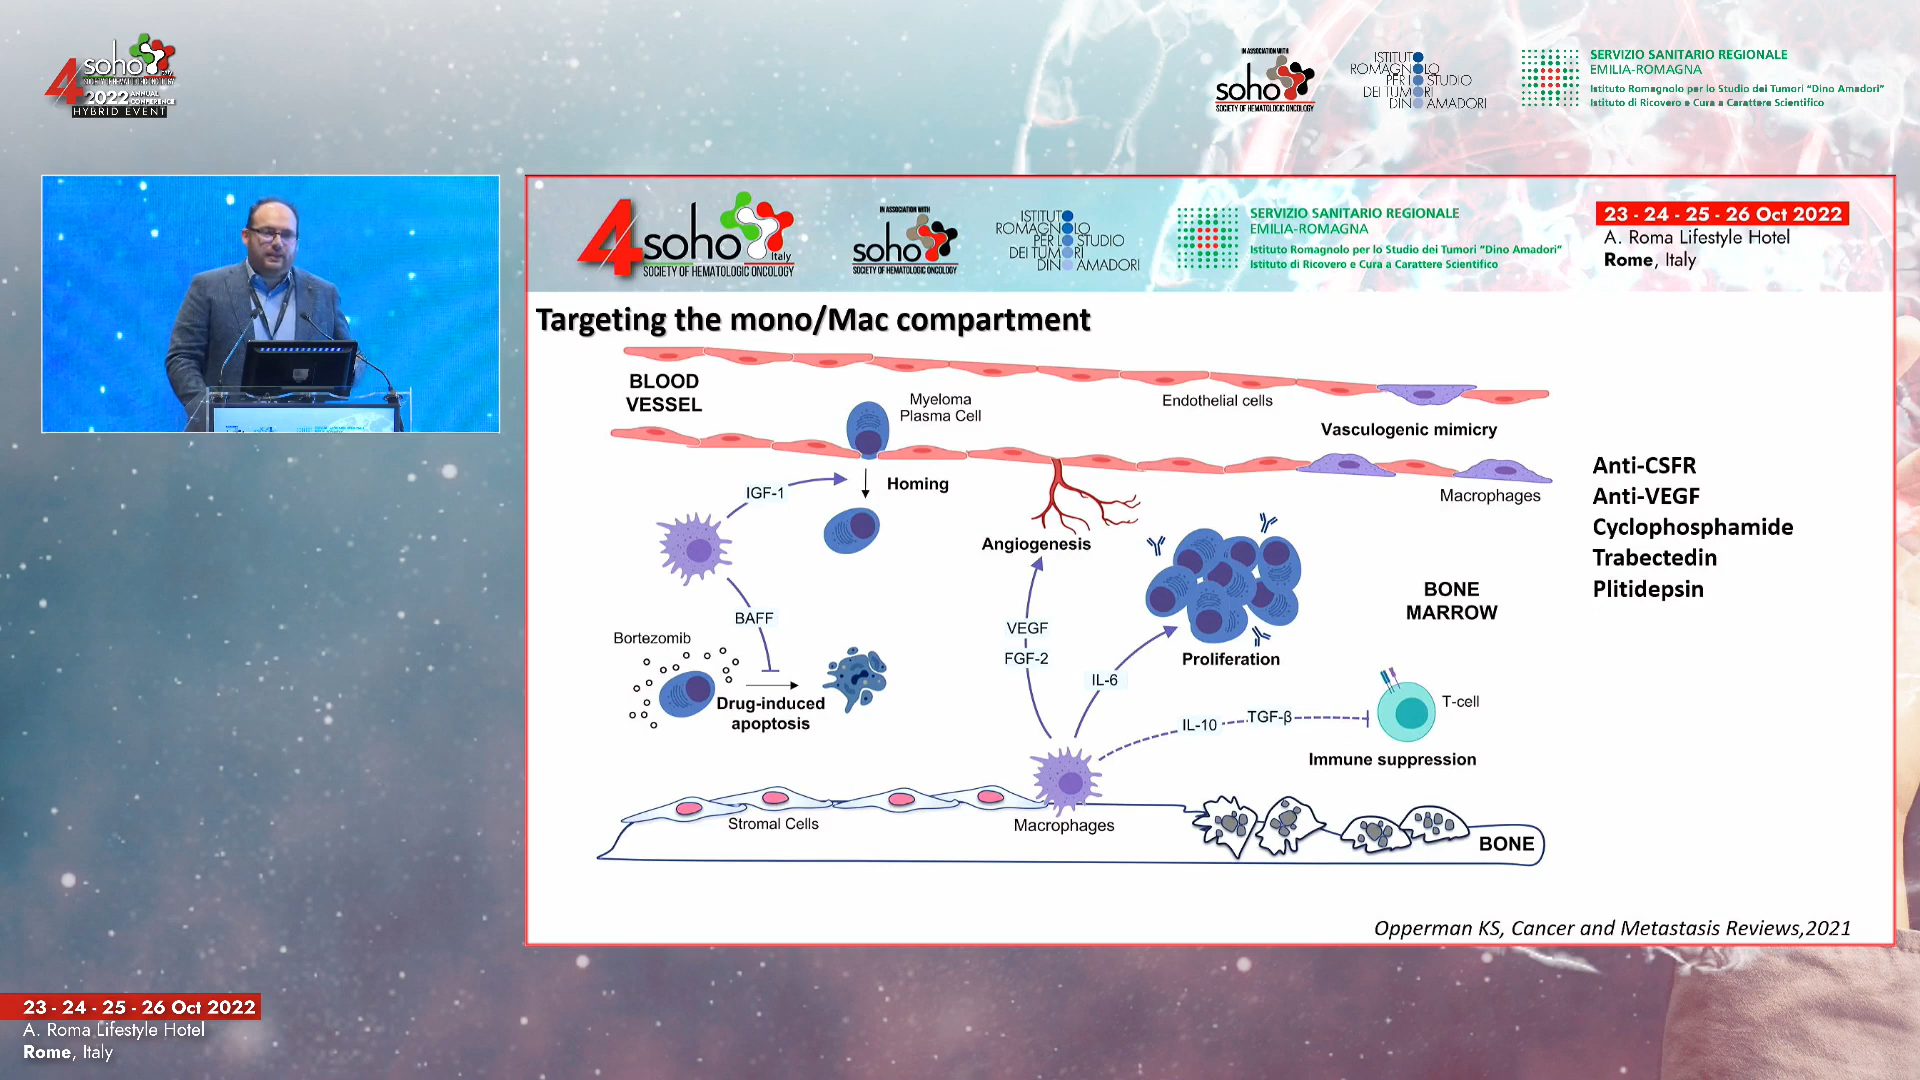 4 soho Italy
SOCIETY OF HEMATOLOGIC ONCOLOGY
2022 ANNUAL CONFERENCE
HYBRID EVENT
IN ASSOCIATION WITH
soho
SOCIETY OF HEMATOLOGIC ONCOLOGY
ISTITUTO
ROMAGNOLO
PER LO STUDIO
DEI TUMORI
DINO AMADORI
SERVIZIO SANITARIO REGIONALE
EMILIA-ROMAGNA
Istituto Romagnolo per lo Studio dei Tumori “Dino Amadori”
Istituto di Ricovero e Cura a Carattere Scientifico
4 soho Italy
SOCIETY OF HEMATOLOGIC ONCOLOGY
IN ASSOCIATION WITH
soho
SOCIETY OF HEMATOLOGIC ONCOLOGY
ISTITUTO
ROMAGNOLO
PER LO STUDIO
DEI TUMORI
DINO AMADORI
SERVIZIO SANITARIO REGIONALE
EMILIA-ROMAGNA
Istituto Romagnolo per lo Studio dei Tumori “Dino Amadori”
Istituto di Ricovero e Cura a Carattere Scientifico
23 - 24 - 25 - 26 Oct 2022
A. Roma Lifestyle Hotel
Rome, Italy
Targeting the mono/Mac compartment
BLOOD
VESSEL
Myeloma
Plasma Cell
Endothelial cells
Vasculogenic mimicry
Macrophages
IGF-1
Homing
Angiogenesis
BAFF
Bortezomib
Drug-induced
apoptosis
VEGF
FGF-2
IL-6
Proliferation
BONE
MARROW
IL-10
TGF-β
T-cell
Immune suppression
Stromal Cells
Macrophages
BONE
Anti-CSFR
Anti-VEGF
Cyclophosphamide
Trabectedin
Plitidepsin
Opperman KS, Cancer and Metastasis Reviews,2021
23 - 24 - 25 - 26 Oct 2022
A. Roma Lifestyle Hotel
Rome, Italy